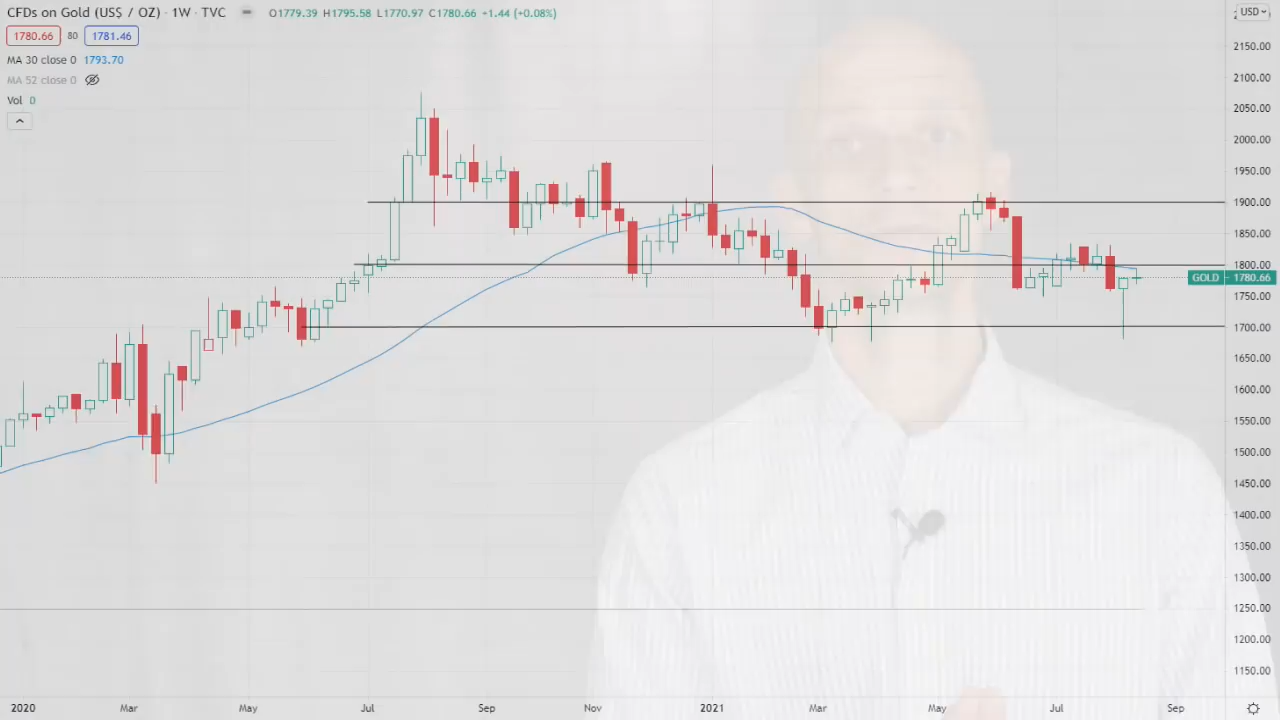 CFDs on Gold (US$ / OZ) · 1W · TVC O1779.39 H1795.58 L1770.97 C1780.66 +1.44 (+0.08%)
1780.66 80 1781.46
MA 30 close 0 1793.70
MA 52 close 0
Vol 0
USD
2150.00
2100.00
2050.00
2000.00
1950.00
1900.00
1850.00
1800.00
GOLD 1780.66
1750.00
1700.00
1650.00
1600.00
1550.00
1500.00
1450.00
1400.00
1350.00
1300.00
1250.00
1200.00
1150.00
2020 Mar May Jul Sep Nov 2021 Mar May Jul Sep